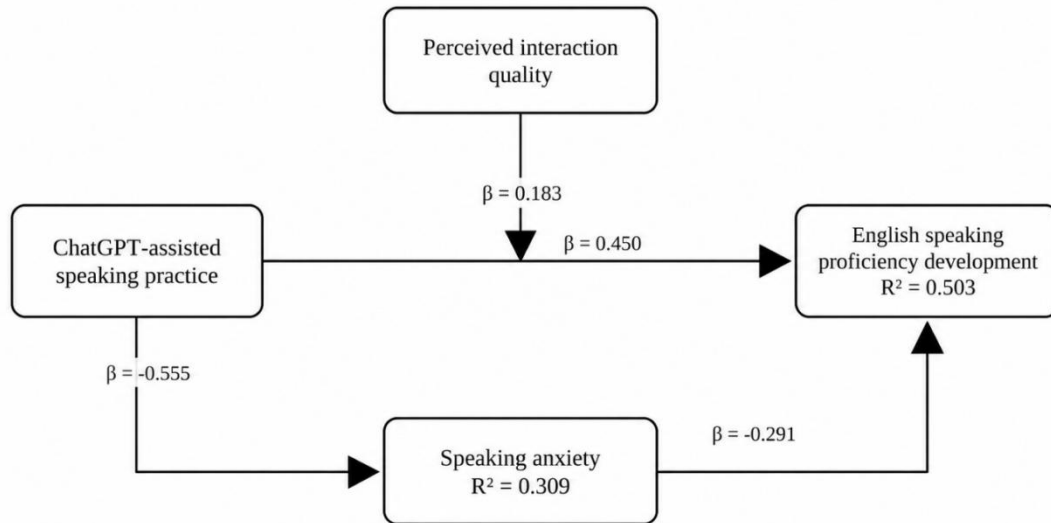 Perceived interaction
quality
β = 0.183
ChatGPT-assisted
speaking practice
β = 0.450
English speaking
proficiency development
R² = 0.503
β = -0.555
Speaking anxiety
R² = 0.309
β = -0.291